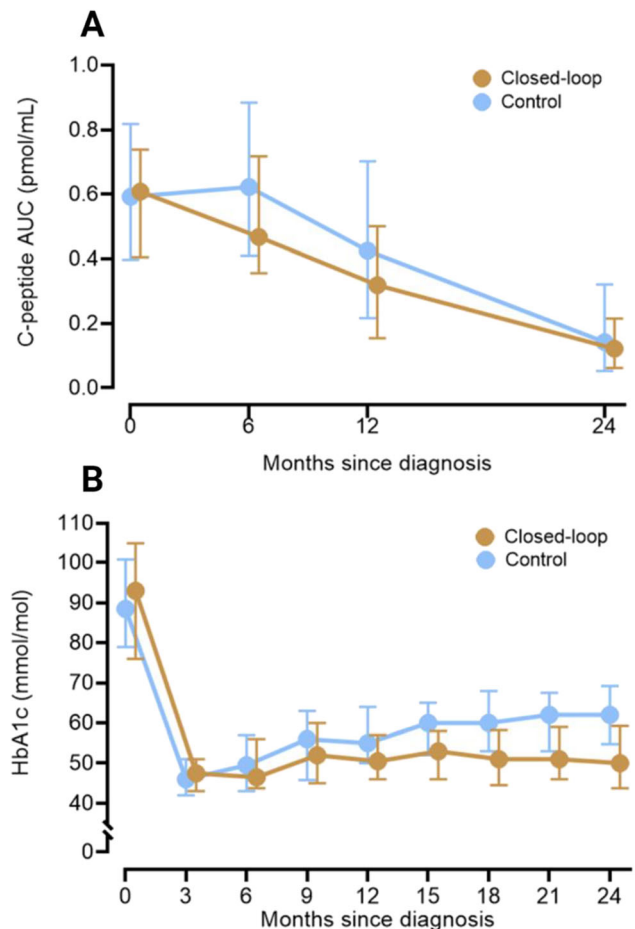 A
1.0
Closed-loop
Control
0.8
0.6
0.4
0.2
0.0
C-peptide AUC (pmol/mL)
0 6 12 24
Months since diagnosis
B
110
Closed-loop
Control
100
90
80
70
60
50
40
0
HbA1c (mmol/mol)
0 3 6 9 12 15 18 21 24
Months since diagnosis